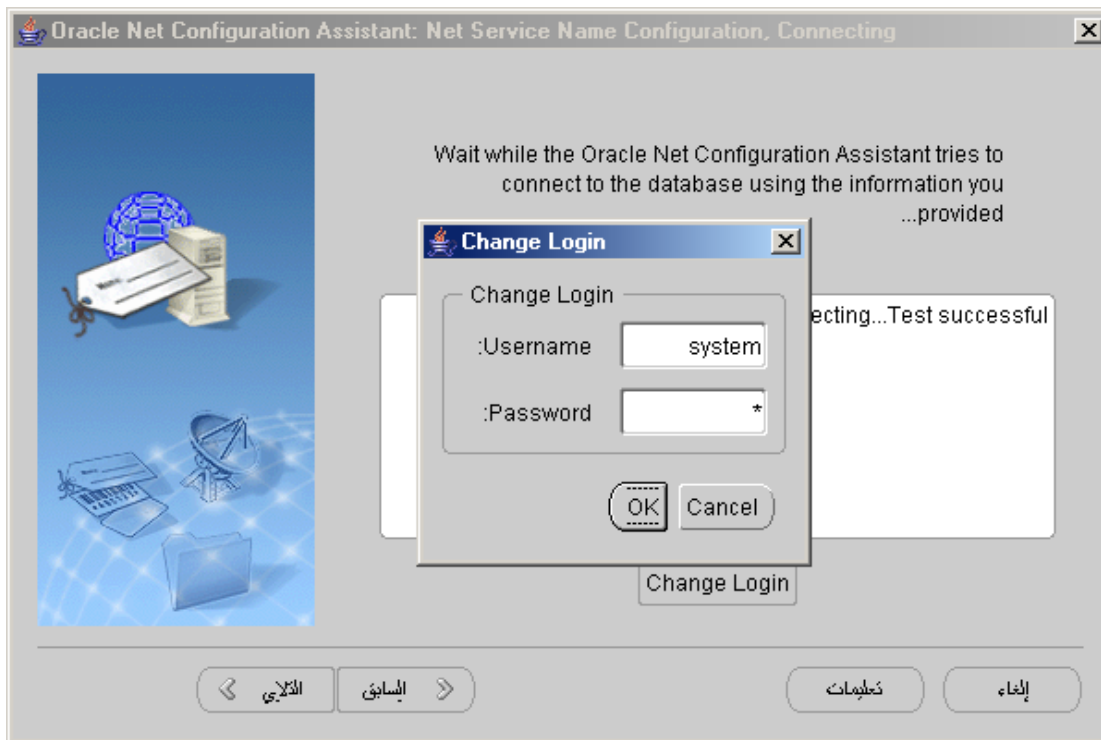 Oracle Net Configuration Assistant: Net Service Name Configuration, Connecting
Wait while the Oracle Net Configuration Assistant tries to
connect to the database using the information you
...provided
Change Login
Change Login
:Username
system
:Password
*
OK
Cancel
ecting...Test successful
Change Login
التالي
السابق
تعليمات
إلغاء